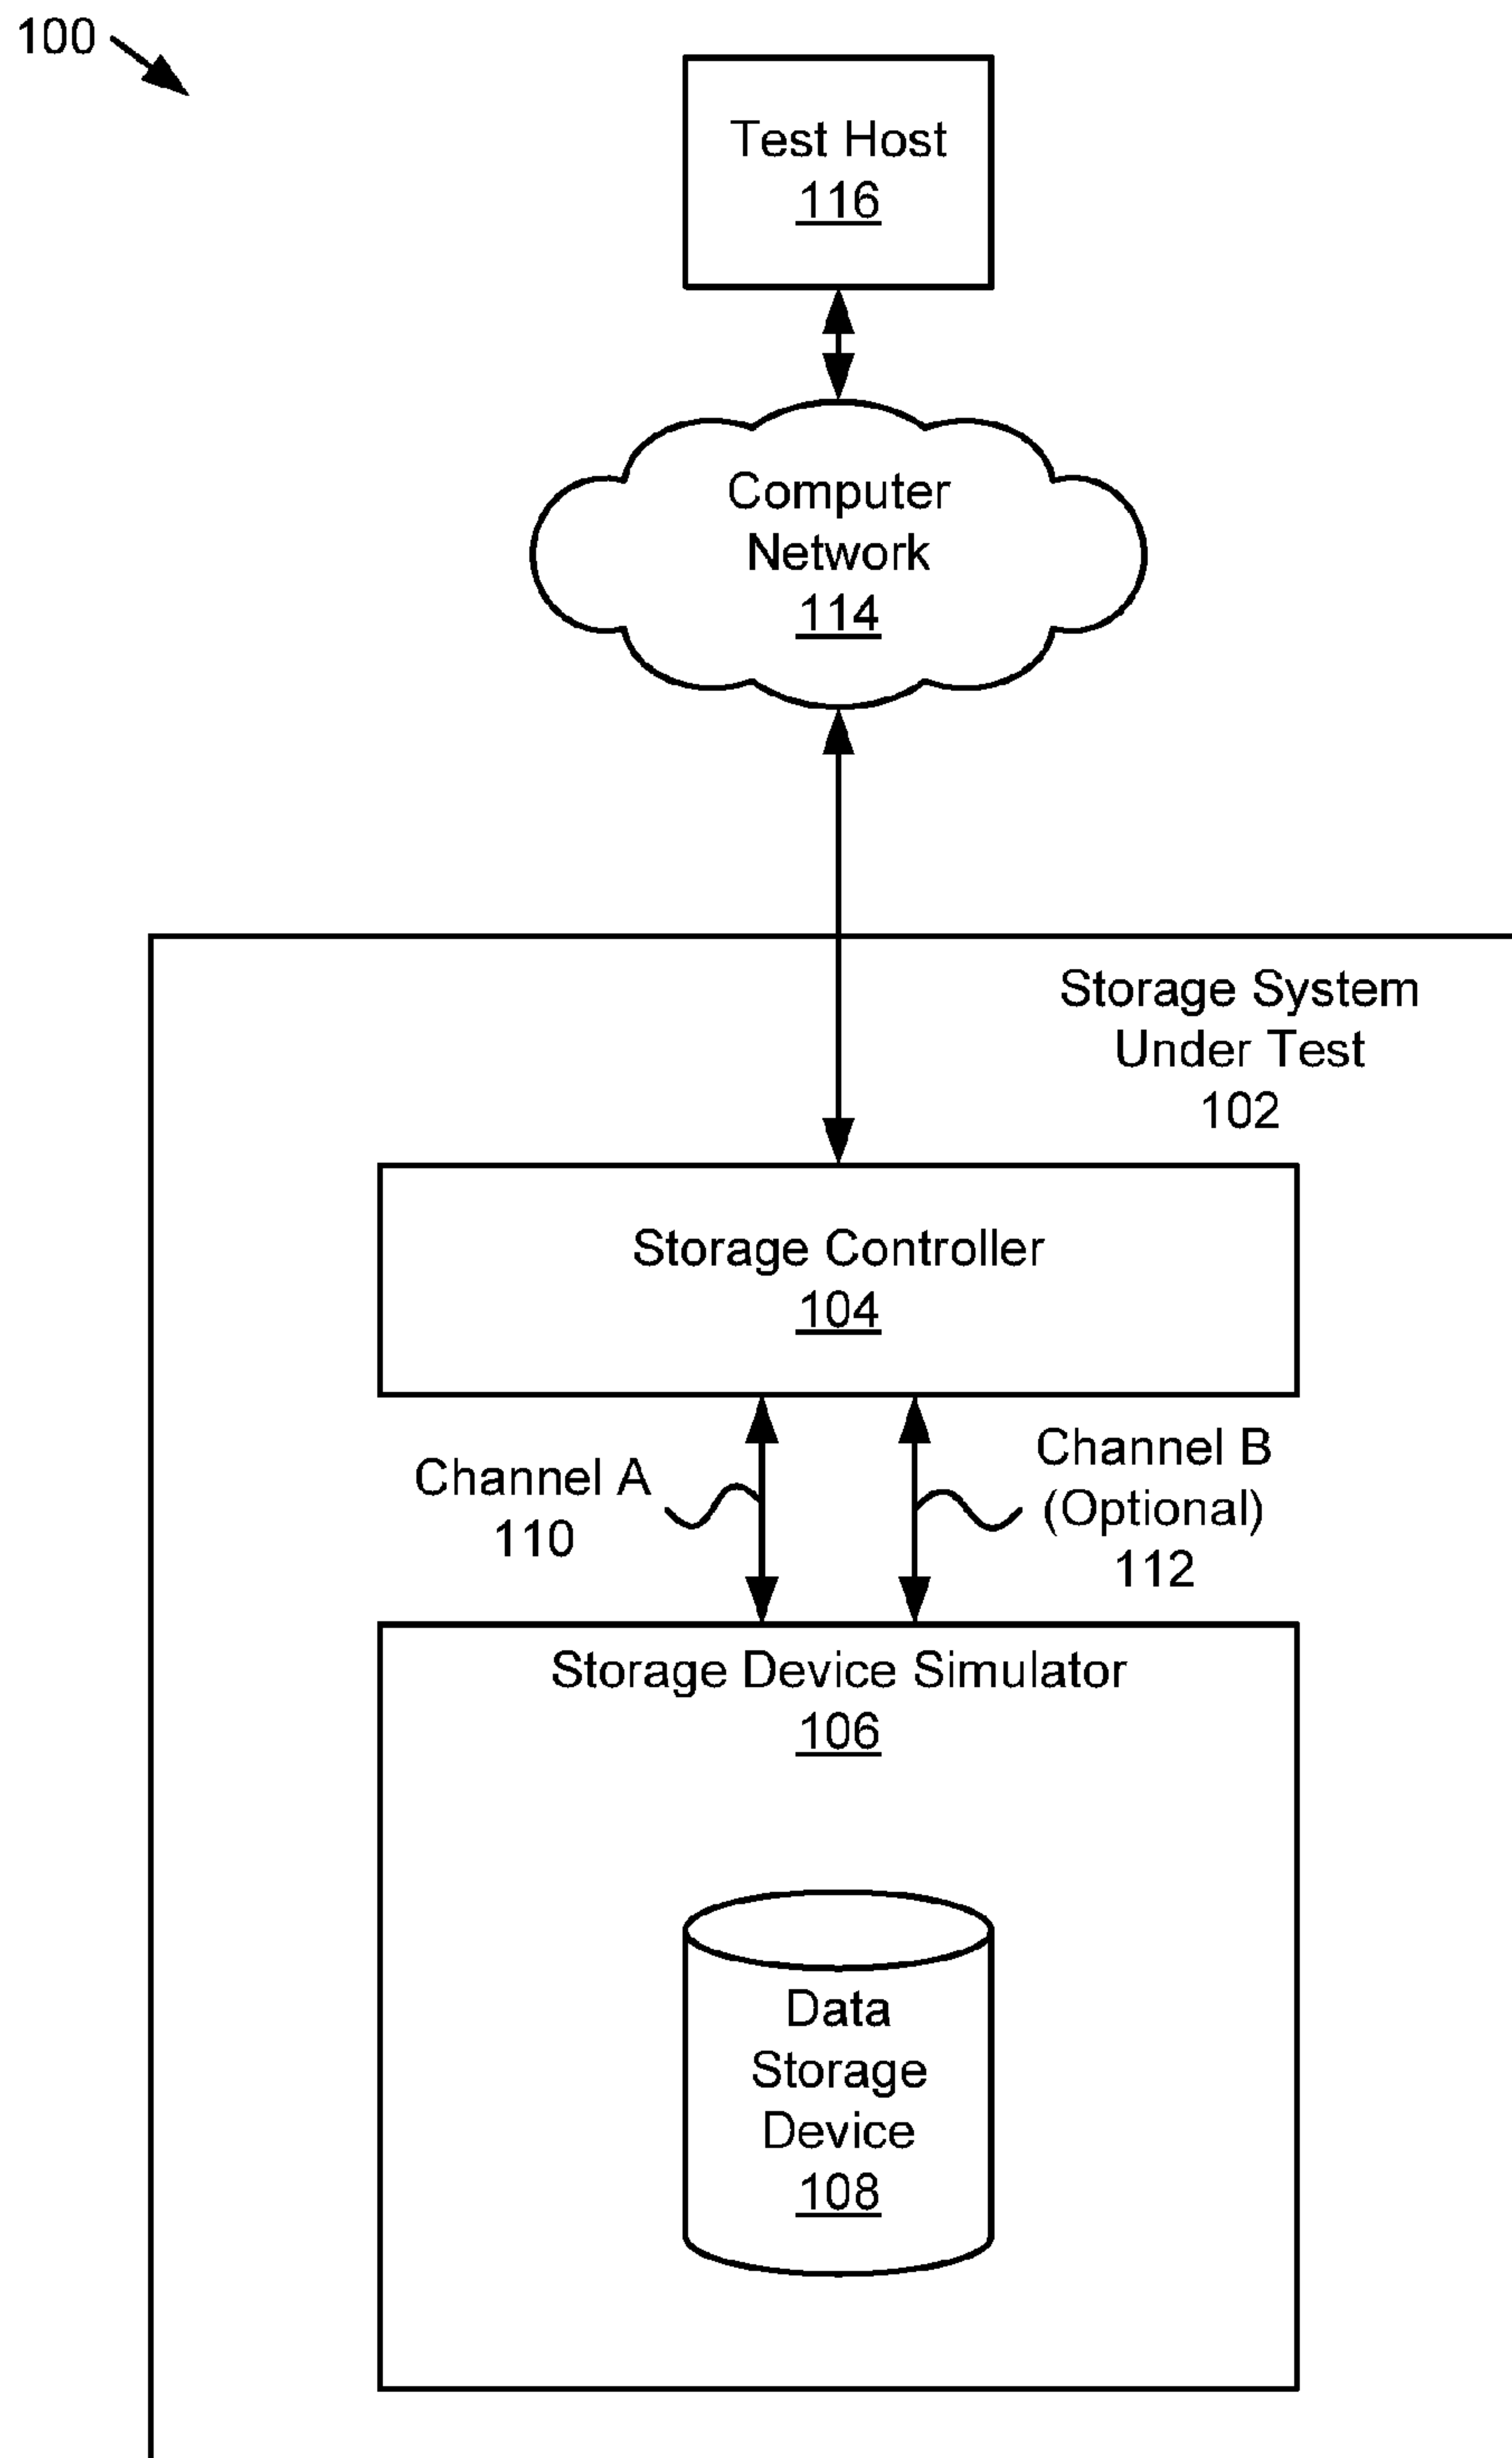 100
Test Host
116
Computer
Network
114
Storage System
Under Test
102
Storage Controller
104
Channel A
110
Channel B
(Optional)
112
Storage Device Simulator
106
Data
Storage
Device
108